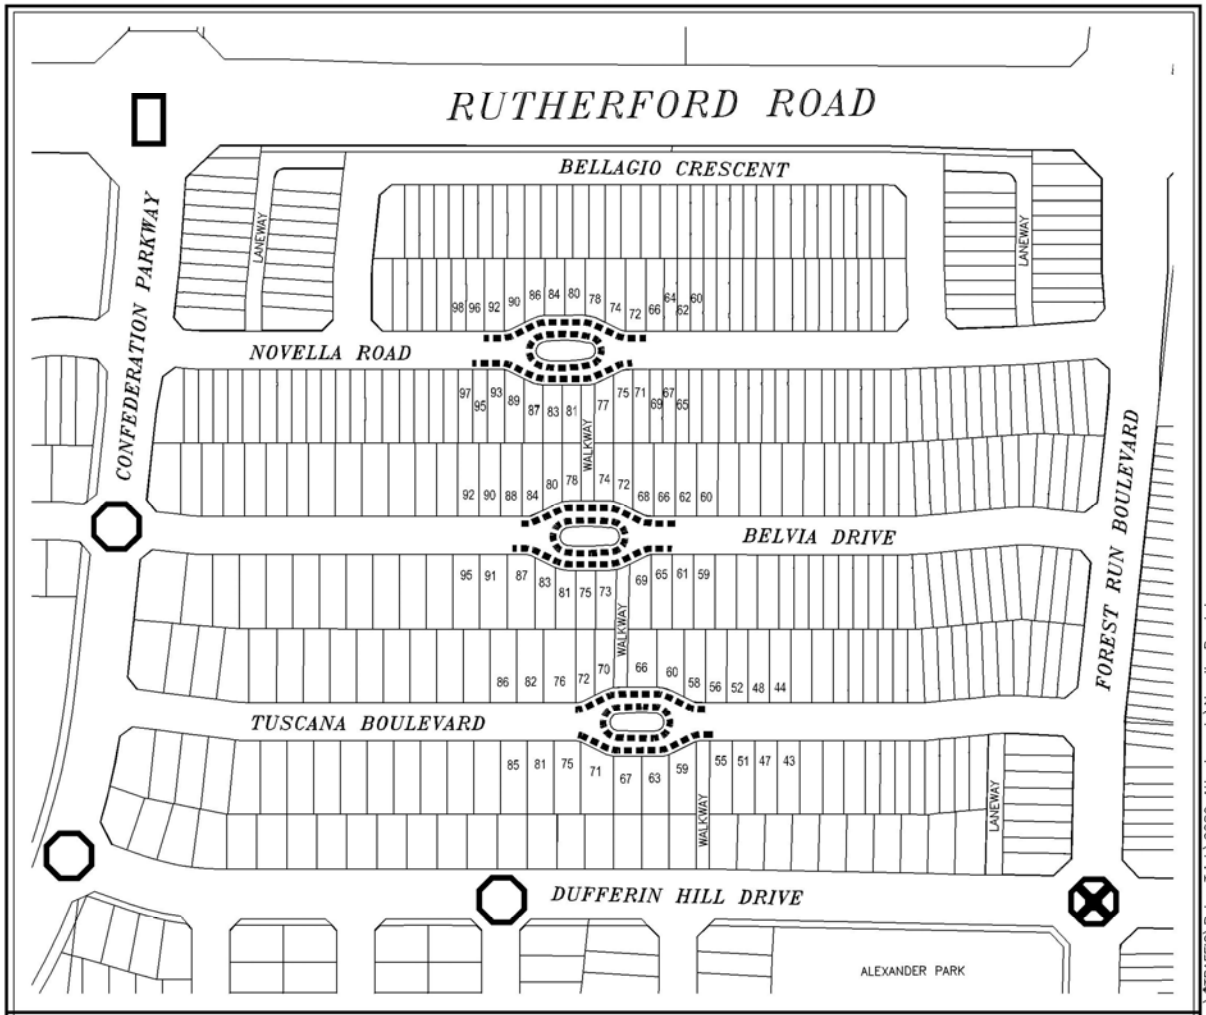 RUTHERFORD ROAD
BELLAGIO CRESCENT
CONFEDERATION PARKWAY
LANEWAY
LANEWAY
98 96 92 90 86 84 80 78 74 72 66 64 62 60
NOVELLA ROAD
97 95 93 89 87 83 81 77 75 71 69 67 65
WALKWAY
92 90 88 84 80 78 74 72 68 66 62 60
BELVIA DRIVE
FOREST RUN BOULEVARD
95 91 87 83 81 75 73 69 65 61 59
WALKWAY
86 82 76 72 70 66 60 58 56 52 48 44
TUSCANA BOULEVARD
85 81 75 71 67 63 59 55 51 47 43
WALKWAY
LANEWAY
DUFFERIN HILL DRIVE
ALEXANDER PARK